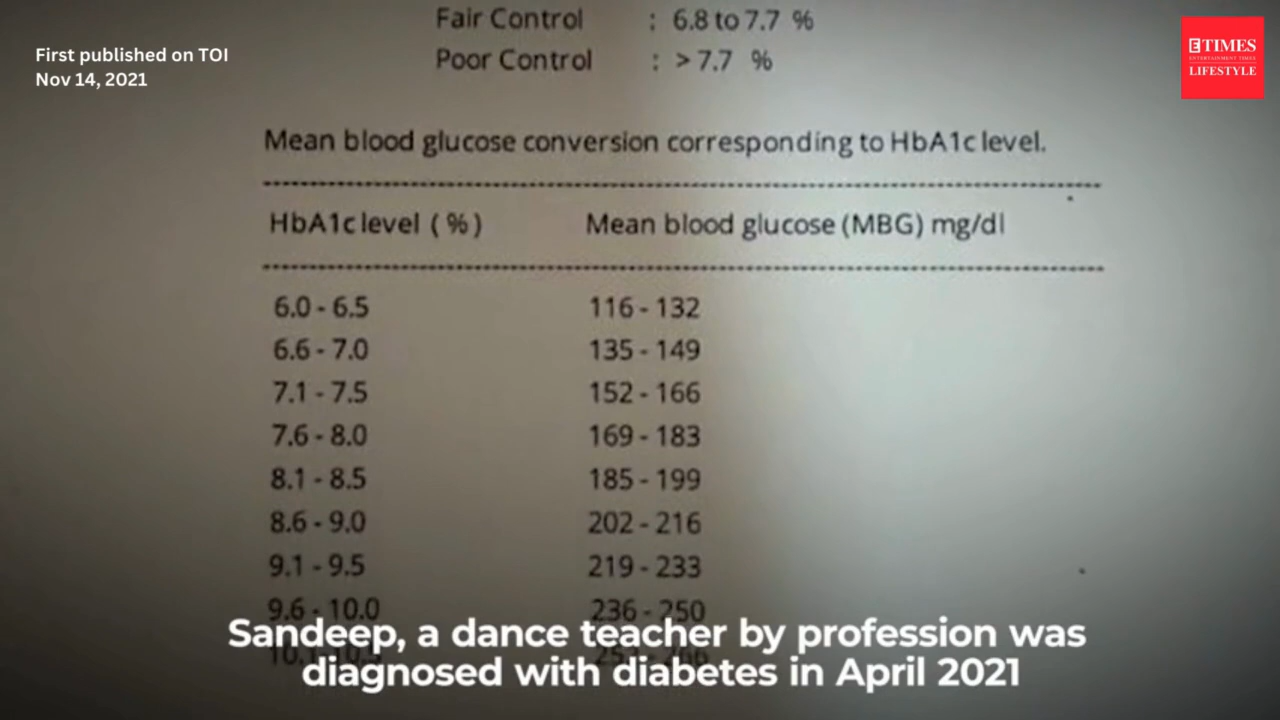 Fair Control : 6.8 to 7.7 %
First published on TOI
Nov 14, 2021
Poor Control : > 7.7 %
ETIMES
ENTERTAINMENT TIMES
LIFESTYLE
Mean blood glucose conversion corresponding to HbA1c level.
HbA1c level ( % ) Mean blood glucose (MBG) mg/dl
6.0 - 6.5 116 - 132
6.6 - 7.0 135 - 149
7.1 - 7.5 152 - 166
7.6 - 8.0 169 - 183
8.1 - 8.5 185 - 199
8.6 - 9.0 202 - 216
9.1 - 9.5 219 - 233
9.6 - 10.0 236 - 250
Sandeep, a dance teacher by profession was
diagnosed with diabetes in April 2021